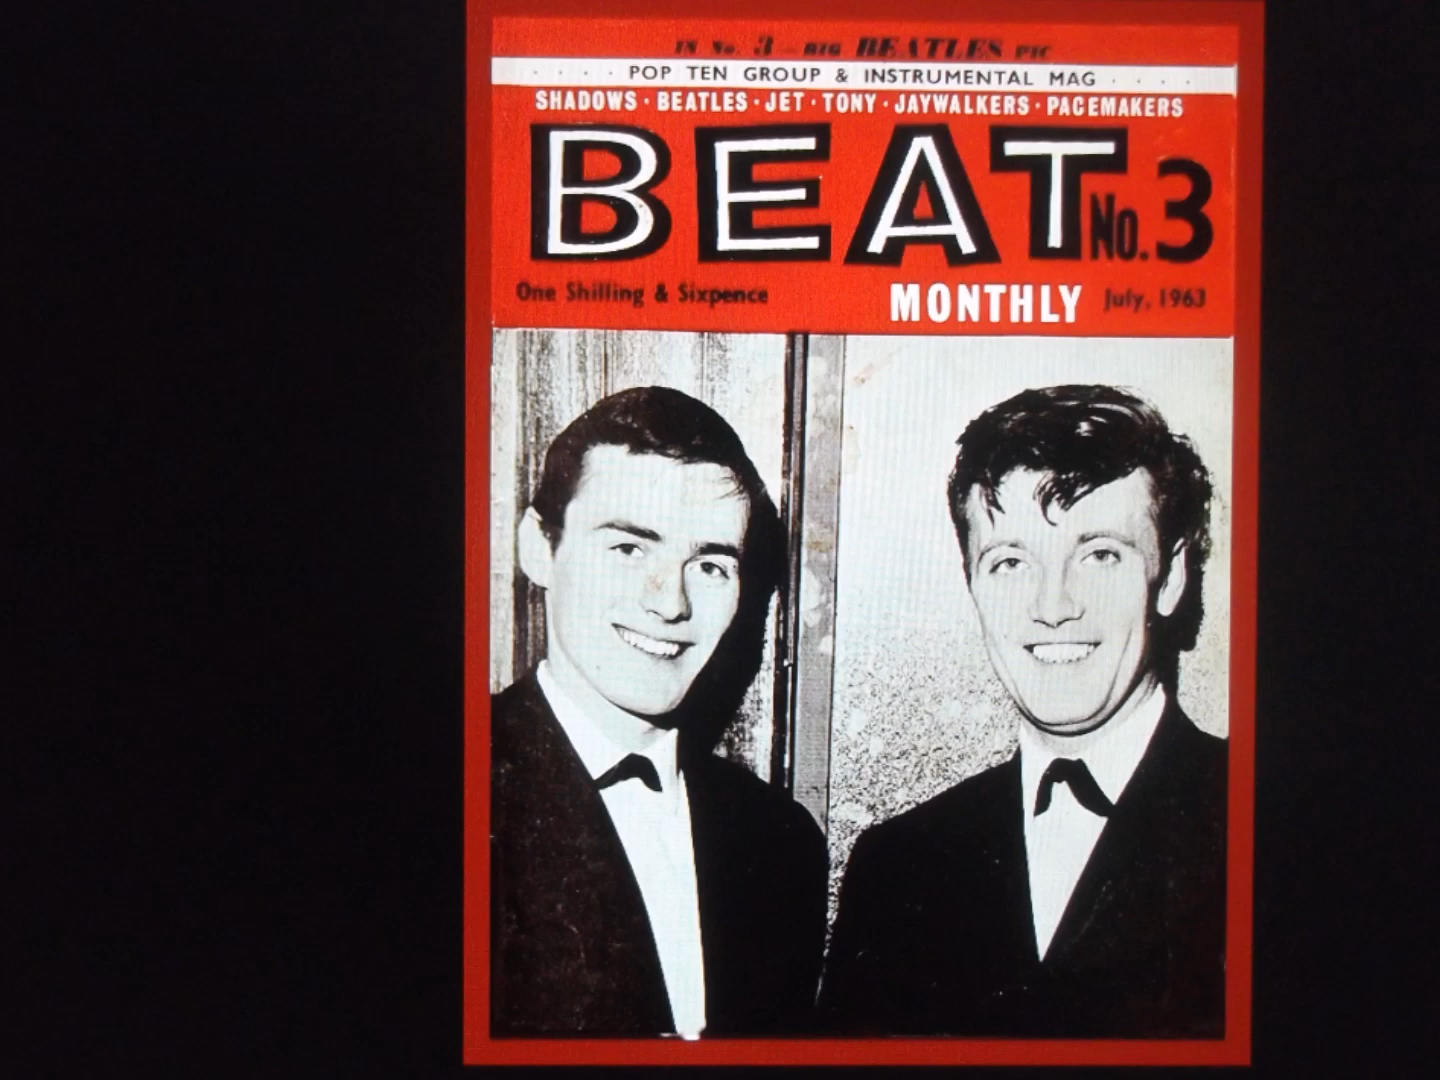 IN No. 3 — BIG BEATLES PIC
POP TEN GROUP & INSTRUMENTAL MAG
SHADOWS · BEATLES · JET · TONY · JAYWALKERS · PACEMAKERS
BEAT No. 3
One Shilling & Sixpence MONTHLY July, 1963